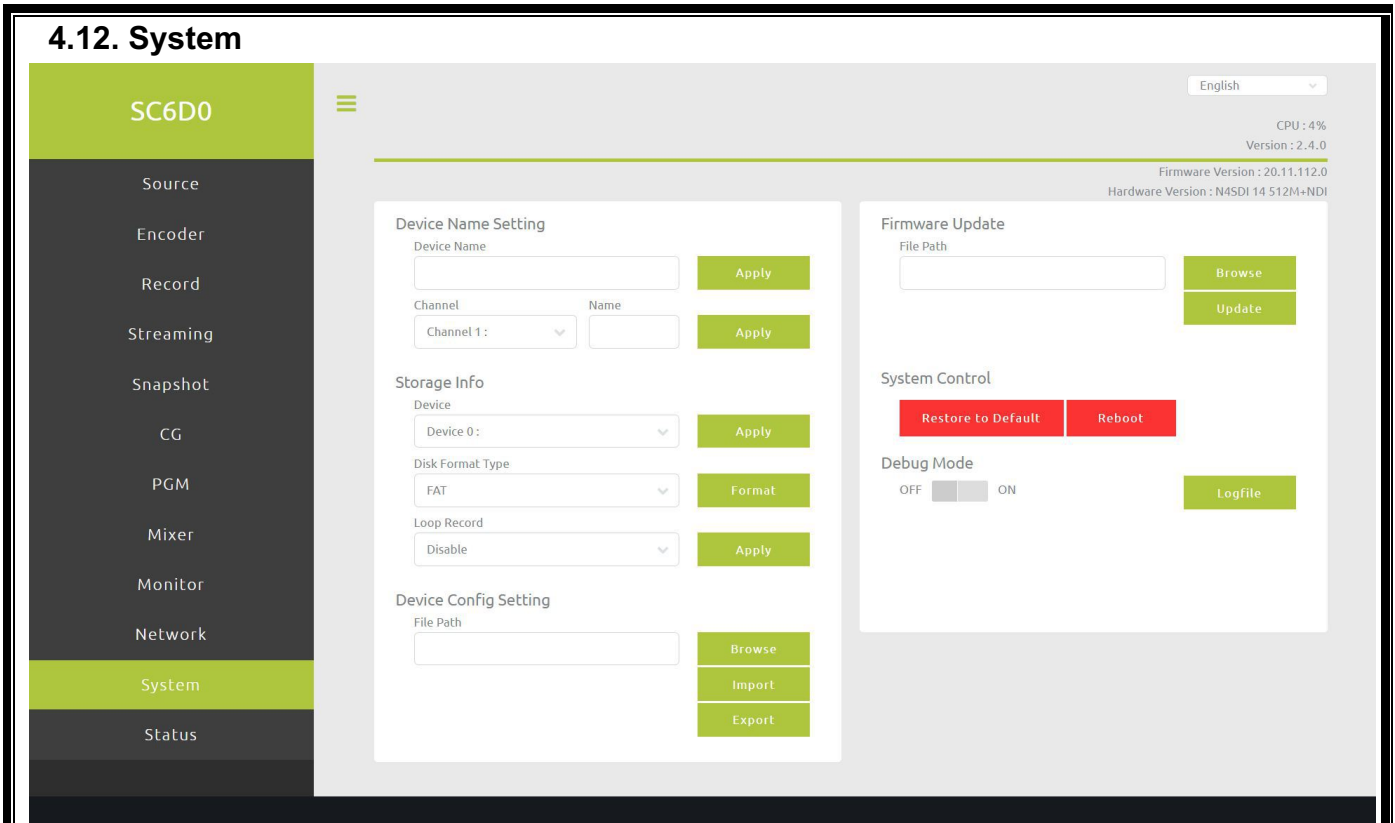 4.12. System
SC6D0
English
CPU : 4%
Version : 2.4.0
Firmware Version : 20.11.112.0
Hardware Version : N4SDI 14 512M+NDI
Source
Encoder
Record
Streaming
Snapshot
CG
PGM
Mixer
Monitor
Network
System
Status
Device Name Setting
Device Name
Apply
Channel Name
Channel 1 : Apply
Storage Info
Device
Device 0 : Apply
Disk Format Type
FAT Format
Loop Record
Disable Apply
Device Config Setting
File Path
Browse
Import
Export
Firmware Update
File Path
Browse
Update
System Control
Restore to Default Reboot
Debug Mode
OFF ON Logfile